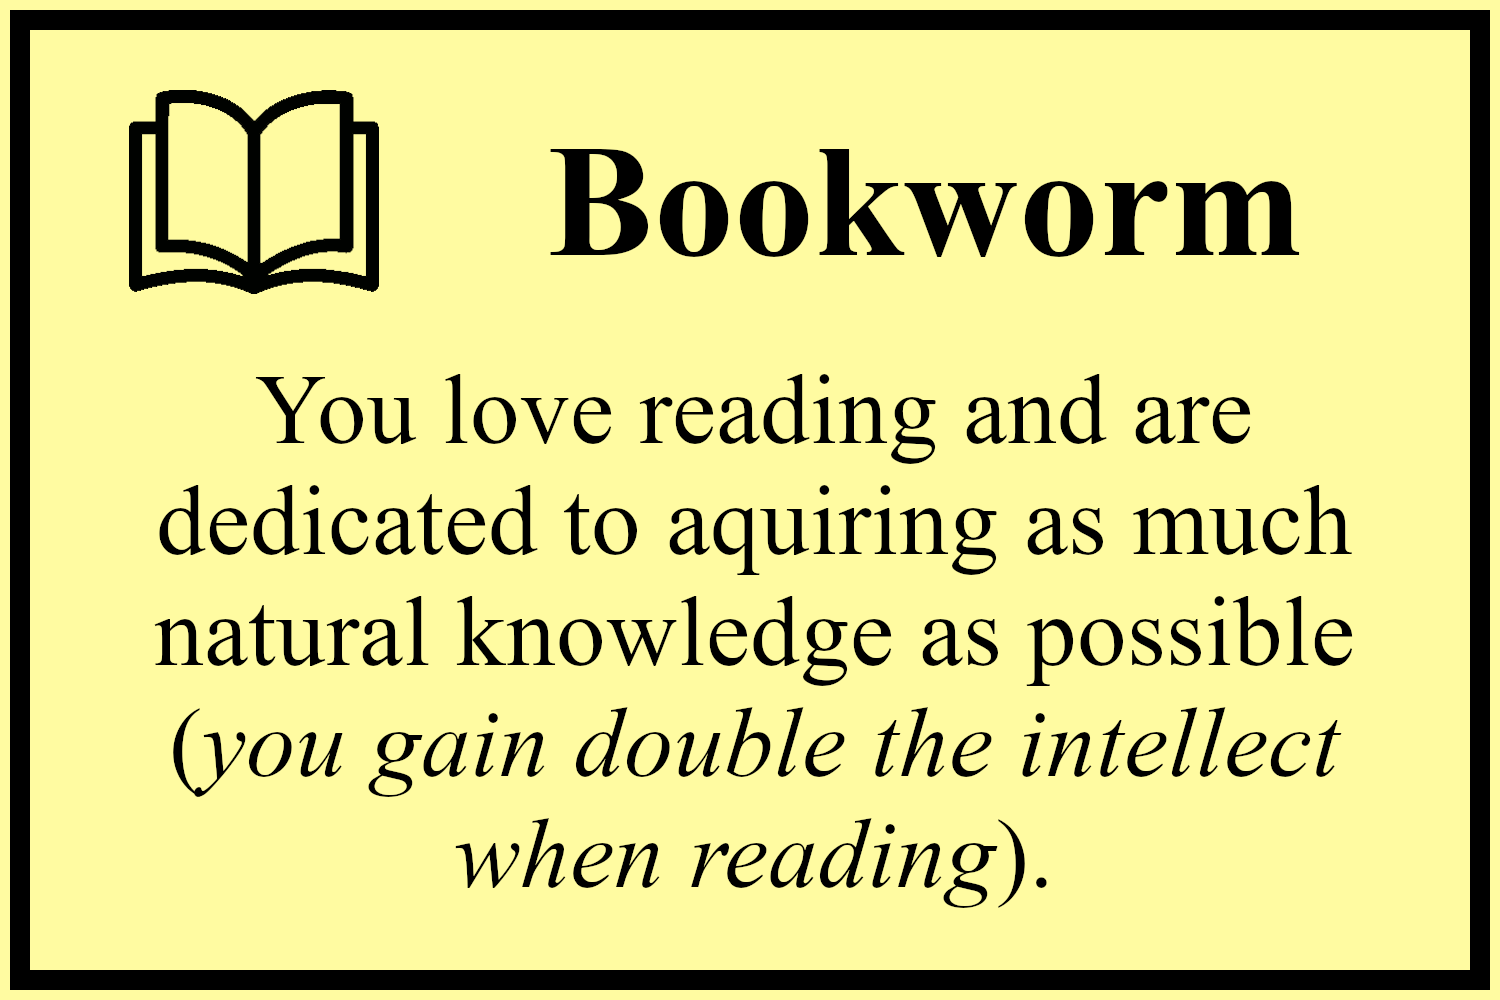 Bookworm
You love reading and are
dedicated to aquiring as much
natural knowledge as possible
(you gain double the intellect
when reading).